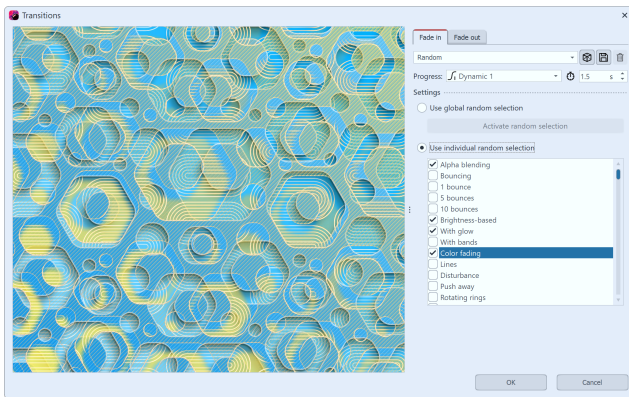 Transitions
Fade in
Fade out
Random
Progress:
Dynamic 1
1.5
s
Settings
Use global random selection
Activate random selection
Use individual random selection
Alpha blending
Bouncing
1 bounce
5 bounces
10 bounces
Brightness-based
With glow
With bands
Color fading
Lines
Disturbance
Push away
Rotating rings
OK
Cancel